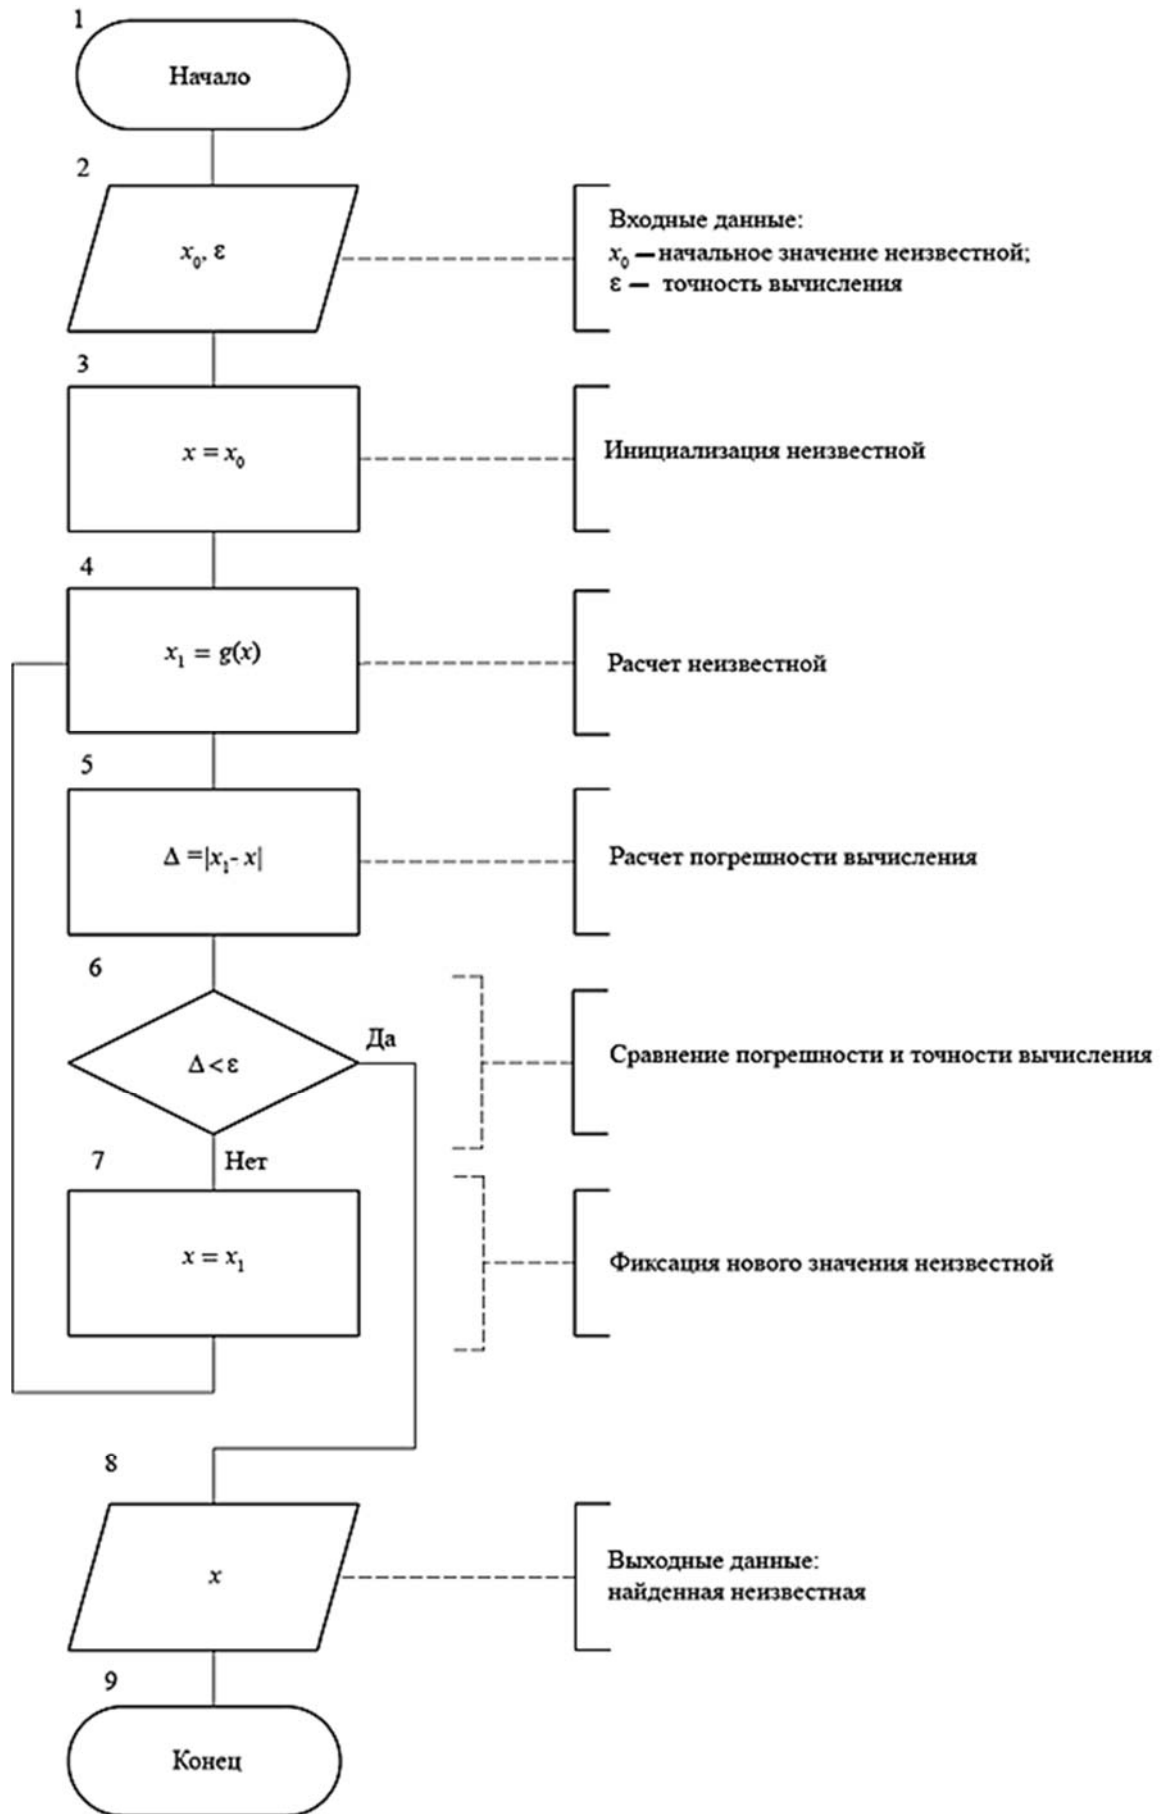 1
Начало
2
x₀, ε
Входные данные:
x₀ — начальное значение неизвестной;
ε — точность вычисления
3
x = x₀
Инициализация неизвестной
4
x₁ = g(x)
Расчет неизвестной
5
Δ =|x₁- x|
Расчет погрешности вычисления
6
Δ < ε
Да
Сравнение погрешности и точности вычисления
Нет
7
x = x₁
Фиксация нового значения неизвестной
8
x
Выходные данные:
найденная неизвестная
9
Конец